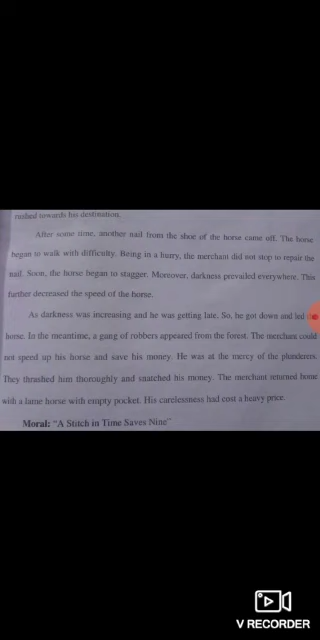 rushed towards his destination.
After some time, another nail from the shoe of the horse came off. The horse
began to walk with difficulty. Being in a hurry, the merchant did not stop to repair the
nail. Soon, the horse began to stagger. Moreover, darkness prevailed everywhere. This
further decreased the speed of the horse.
As darkness was increasing and he was getting late. So, he got down and led the
horse. In the meantime, a gang of robbers appeared from the forest. The merchant could
not speed up his horse and save his money. He was at the mercy of the plunderers.
They thrashed him thoroughly and snatched his money. The merchant returned home
with a lame horse with empty pocket. His carelessness had cost a heavy price.
Moral: "A Stitch in Time Saves Nine"
V RECORDER